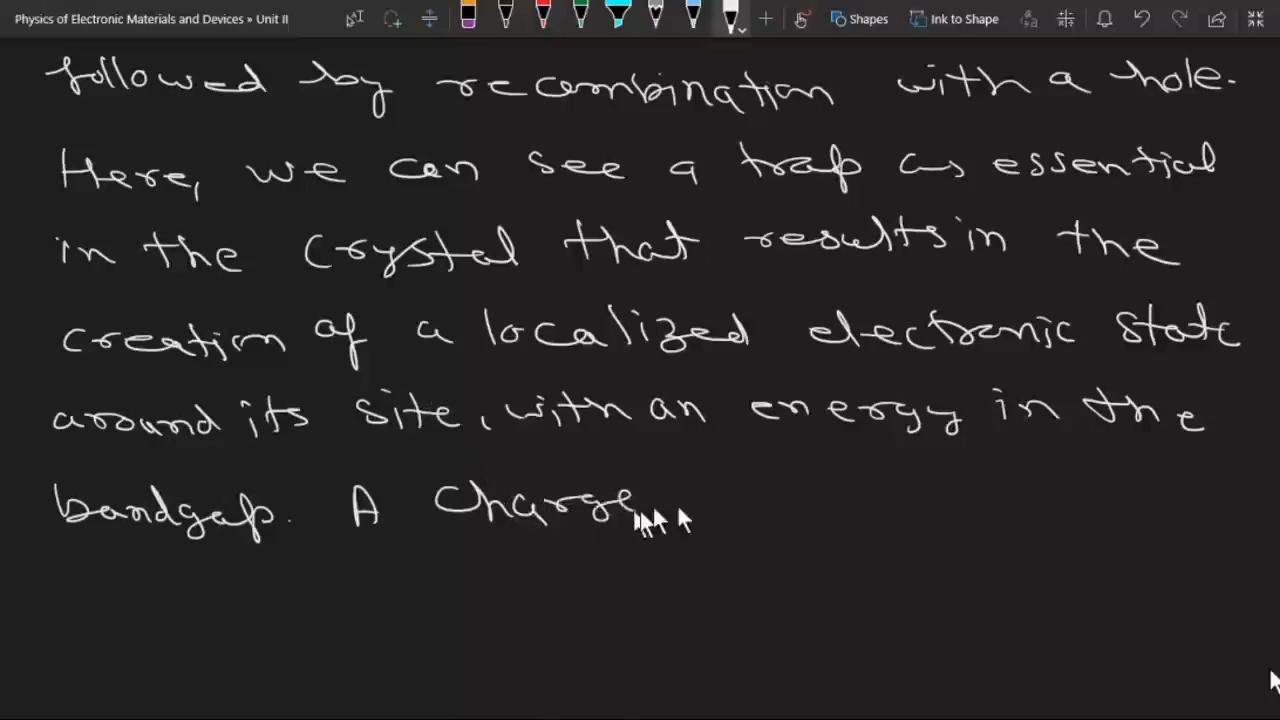 Physics of Electronic Materials and Devices » Unit II
Shapes
Ink to Shape
followed by recombination with a hole.
Here, we can see a trap as essential
in the crystal that results in the
creation of a localized electronic state
around its site, with an energy in the
bandgap. A Charge